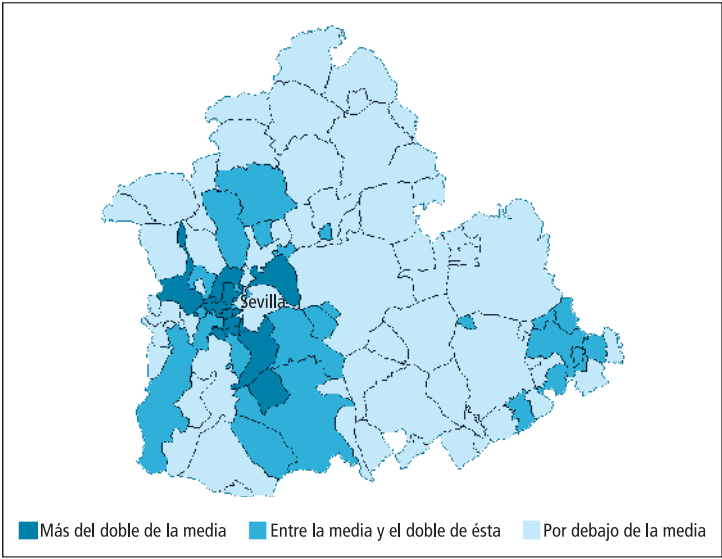 Sevilla
Más del doble de la media
Entre la media y el doble de ésta
Por debajo de la media